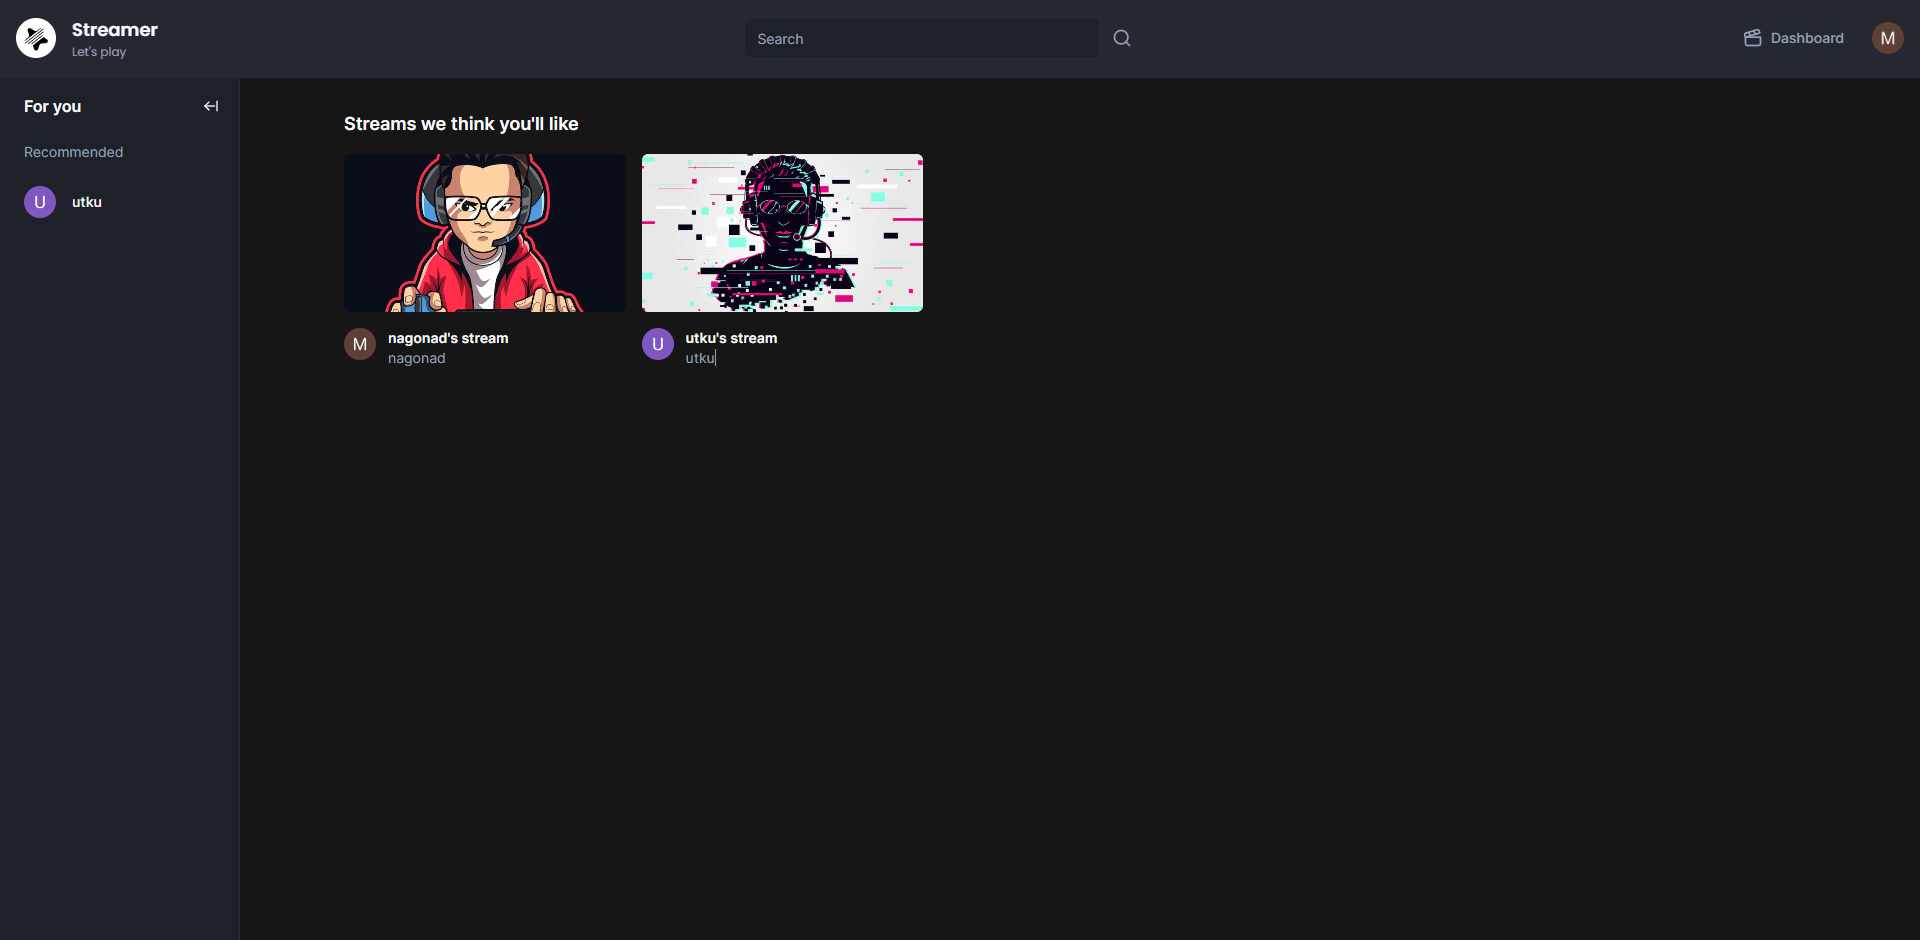 Streamer
Let's play
Search
Dashboard
M
For you
Recommended
U
utku
Streams we think you'll like
M
nagonad's stream
nagonad
U
utku's stream
utku